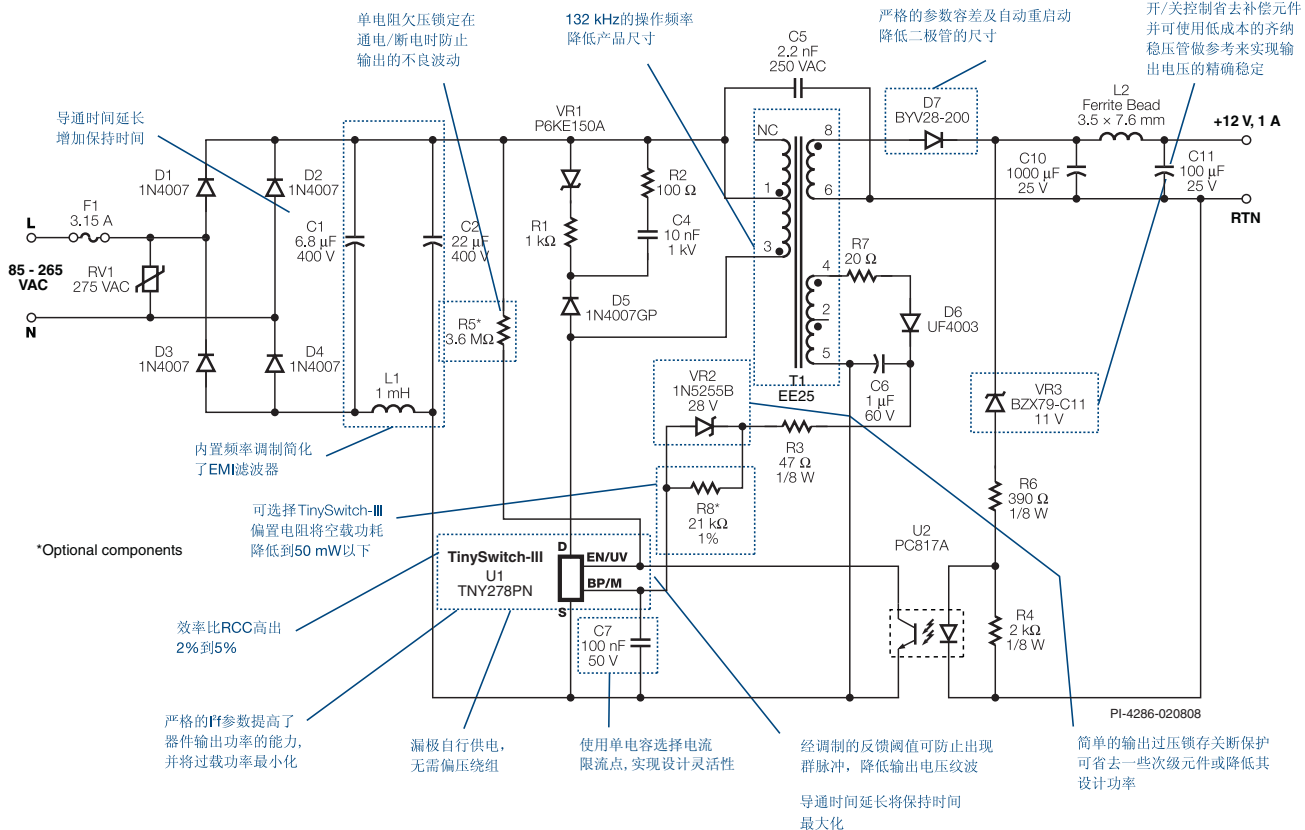 单电阻欠压锁定在
通电/断电时防止
输出的不良波动
132 kHz的操作频率
降低产品尺寸
严格的参数容差及自动重启动
降低二极管的尺寸
开/关控制省去补偿元件
并可使用低成本的齐纳
稳压管做参考来实现输
出电压的精确稳定
导通时间延长
增加保持时间
C5
2.2 nF
250 VAC
VR1
P6KE150A
D7
BYV28-200
L2
Ferrite Bead
3.5 × 7.6 mm
+12 V, 1 A
NC
8
D1
1N4007
D2
1N4007
R2
100 Ω
C10
1000 µF
25 V
C11
100 µF
25 V
1
6
RTN
F1
3.15 A
L
C1
6.8 µF
400 V
C2
22 µF
400 V
R1
1 kΩ
C4
10 nF
1 kV
3
R7
20 Ω
4
85 - 265
VAC
RV1
275 VAC
D5
1N4007GP
2
D6
UF4003
N
R5*
3.6 MΩ
5
D3
1N4007
D4
1N4007
L1
1 mH
VR2
1N5255B
28 V
T1
EE25
C6
1 µF
60 V
VR3
BZX79-C11
11 V
内置频率调制简化
了EMI滤波器
R3
47 Ω
1/8 W
可选择TinySwitch-III
偏置电阻将空载功耗
降低到50 mW以下
R8*
21 kΩ
1%
R6
390 Ω
1/8 W
U2
PC817A
*Optional components
TinySwitch-III
U1
TNY278PN
D
EN/UV
BP/M
S
效率比RCC高出
2%到5%
C7
100 nF
50 V
R4
2 kΩ
1/8 W
PI-4286-020808
严格的I²f参数提高了
器件输出功率的能力,
并将过载功率最小化
漏极自行供电，
无需偏压绕组
使用单电容选择电流
限流点,实现设计灵活性
经调制的反馈阈值可防止出现
群脉冲，降低输出电压纹波
导通时间延长将保持时间
最大化
简单的输出过压锁存关断保护
可省去一些次级元件或降低其
设计功率